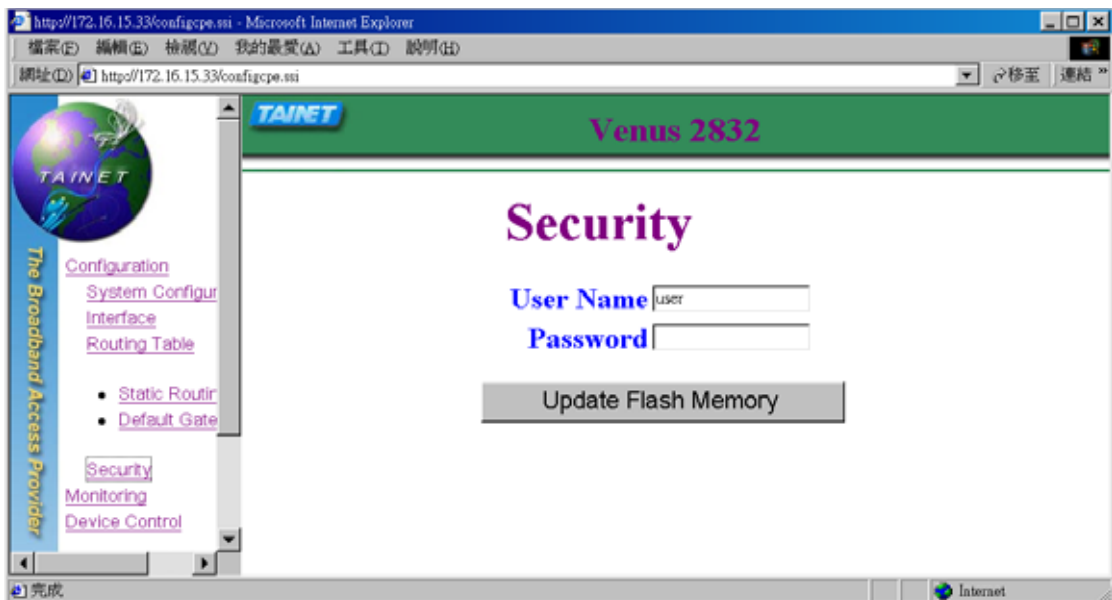 http://172.16.15.33/configcpe.ssi - Microsoft Internet Explorer
檔案(F) 編輯(E) 檢視(V) 我的最愛(A) 工具(T) 說明(H)
網址(D) http://172.16.15.33/configcpe.ssi 移至 連結 »
TAINET
The Broadband Access Provider
Configuration
System Configur
Interface
Routing Table
Static Routin
Default Gate
Security
Monitoring
Device Control
TAINET
Venus 2832
Security
User Name user
Password
Update Flash Memory
完成
Internet